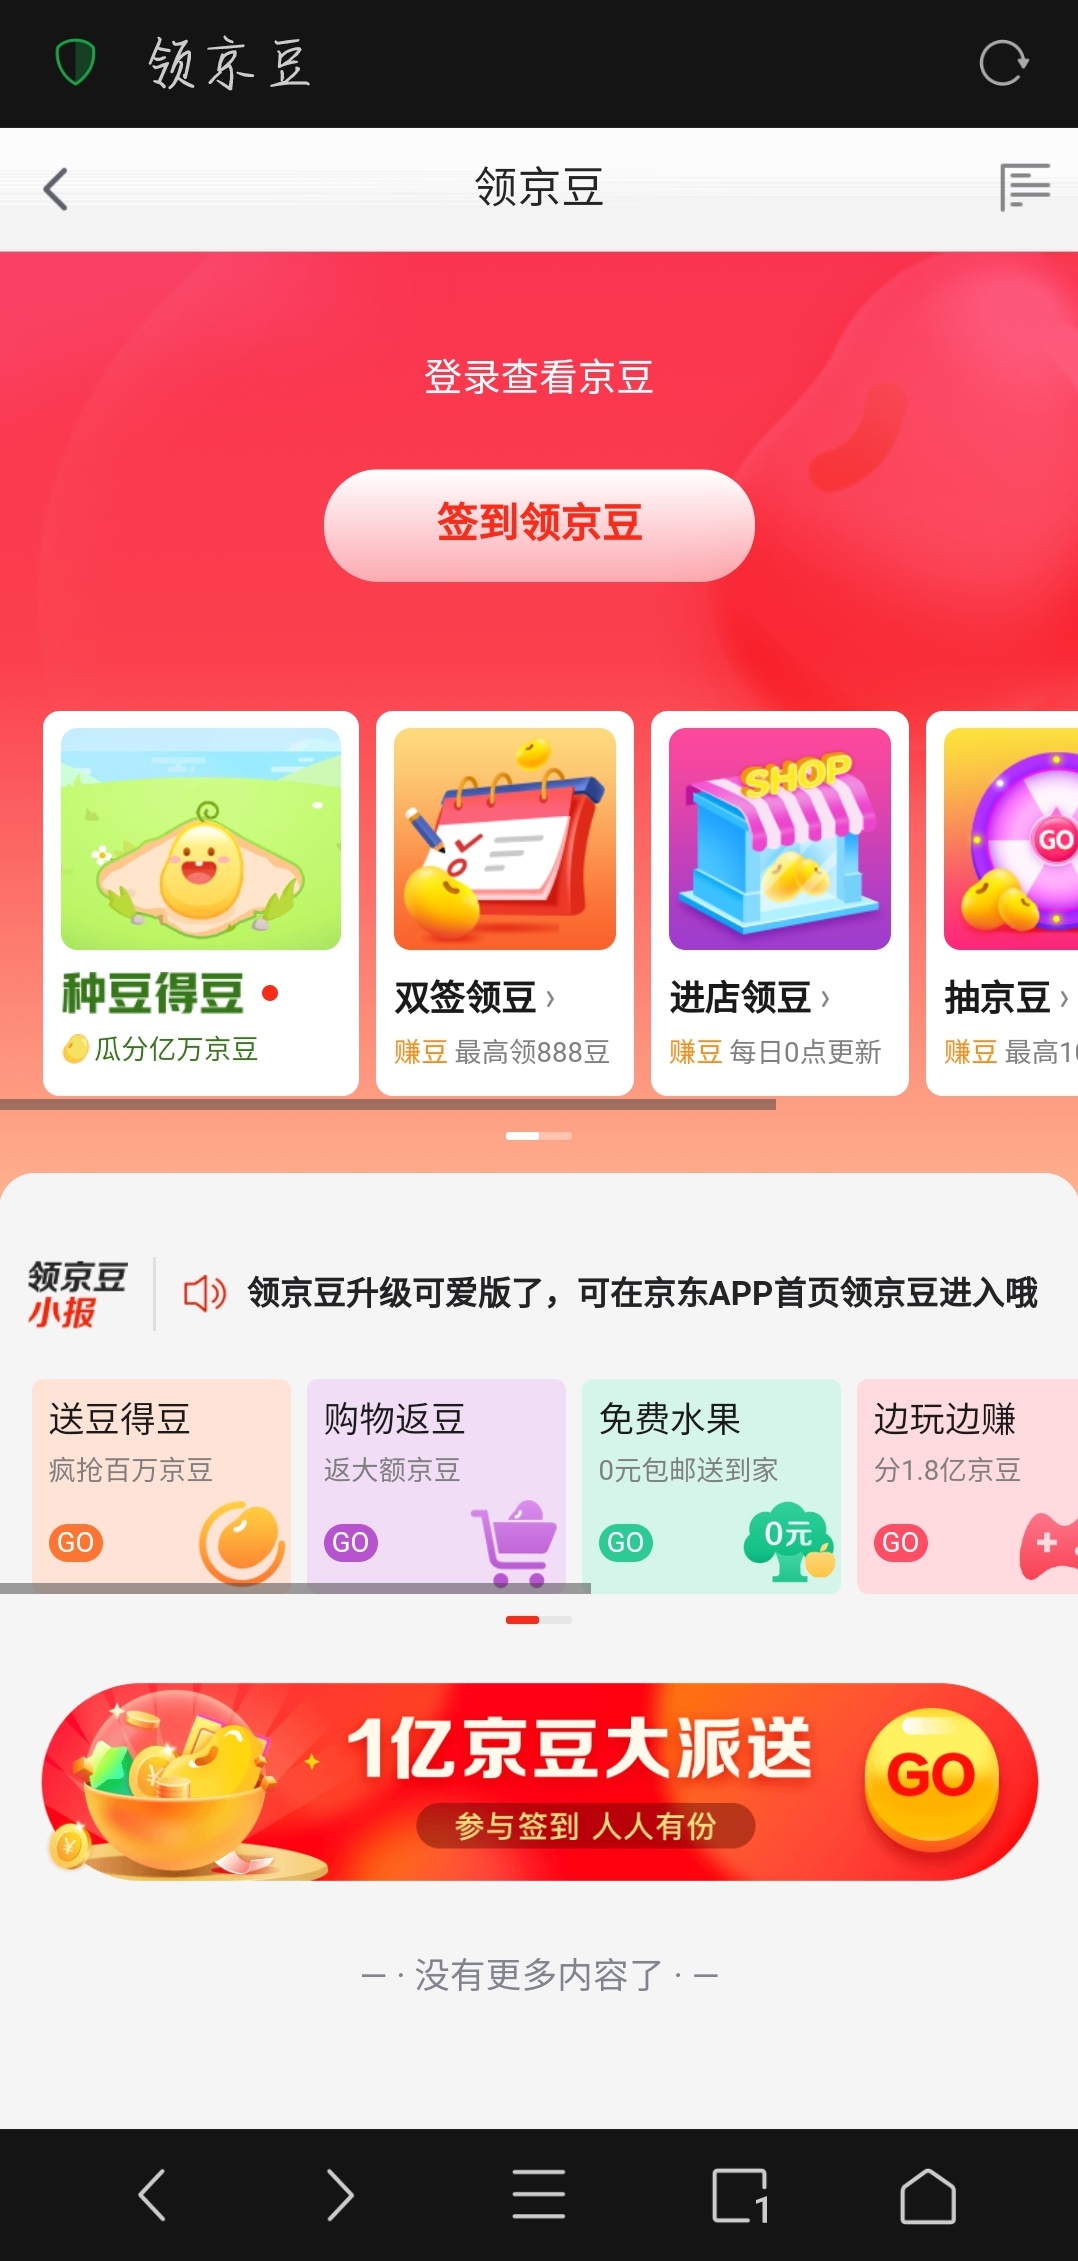 领京豆
领京豆
登录查看京豆
签到领京豆
SHOP
GO
种豆得豆
瓜分亿万京豆
双签领豆 ›
赚豆 最高领888豆
进店领豆 ›
赚豆 每日0点更新
抽京豆 ›
赚豆 最高10
领京豆
小报
领京豆升级可爱版了，可在京东APP首页领京豆进入哦
送豆得豆
疯抢百万京豆
GO
购物返豆
返大额京豆
GO
免费水果
0元包邮送到家
GO
0元
边玩边赚
分1.8亿京豆
GO
1亿京豆大派送
参与签到 人人有份
GO
— · 没有更多内容了 · —
1